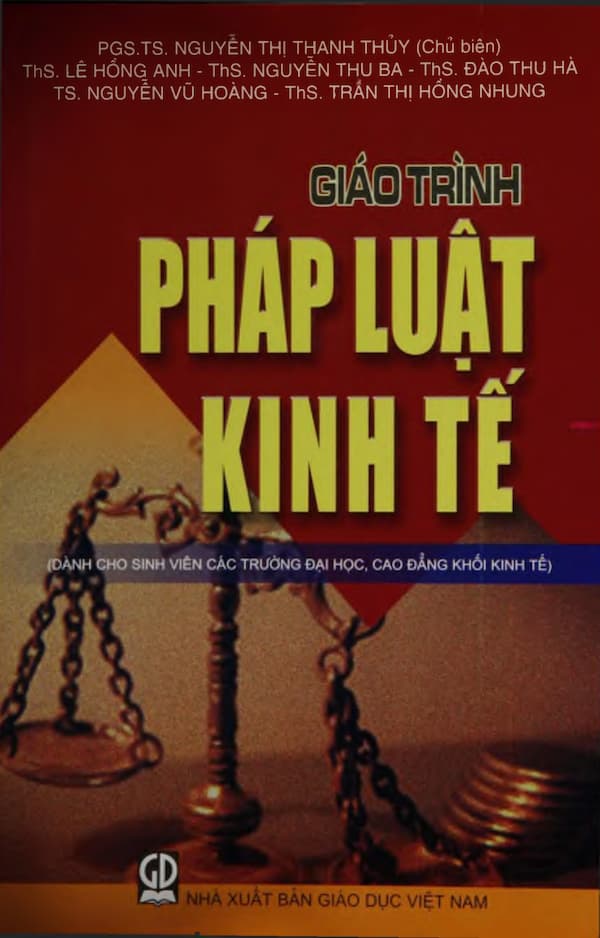 PGS.TS. NGUYỄN THỊ THANH THỦY (Chủ biên)
ThS. LÊ HỒNG ANH - ThS. NGUYỄN THU BA - ThS. ĐÀO THU HÀ
TS. NGUYỄN VŨ HOÀNG - ThS. TRẦN THỊ HỒNG NHUNG
GIÁO TRÌNH
PHÁP LUẬT
KINH TẾ
(DÀNH CHO SINH VIÊN CÁC TRƯỜNG ĐẠI HỌC, CAO ĐẲNG KHỐI KINH TẾ)
GD
NHÀ XUẤT BẢN GIÁO DỤC VIỆT NAM